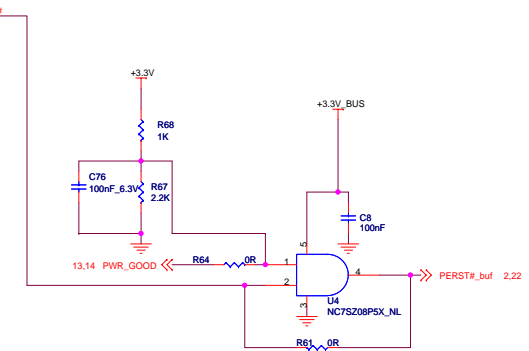 +3.3V
+3.3V_BUS
R68
1K
C76
100nF_6.3V
R67
2.2K
C8
100nF
13,14 PWR_GOOD
R64 0R
1
2
5
4
3
PERST#_buf 2,22
U4
NC7SZ08P5X_NL
R61 0R